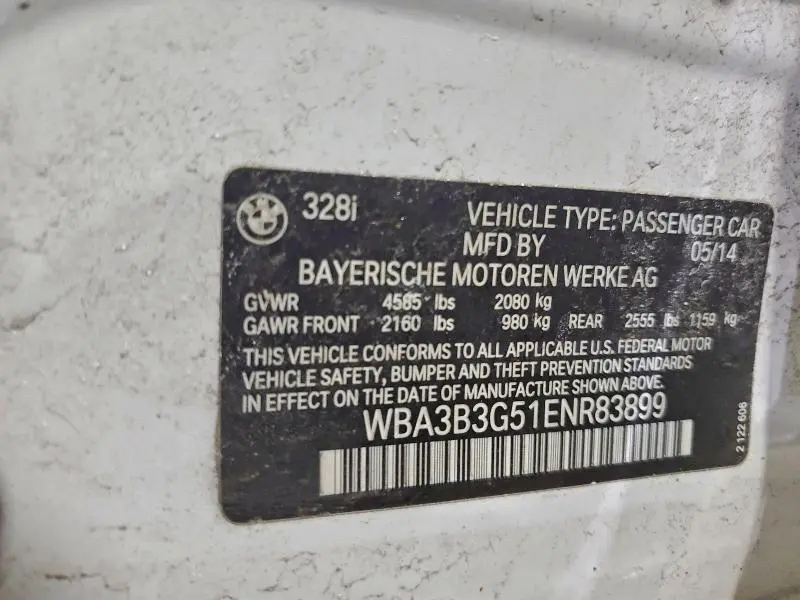 328i VEHICLE TYPE: PASSENGER CAR
MFD BY 05/14
BAYERISCHE MOTOREN WERKE AG
GVWR 4585 lbs 2080 kg
GAWR FRONT 2160 lbs 980 kg REAR 2555 lbs 1159 kg
THIS VEHICLE CONFORMS TO ALL APPLICABLE U.S. FEDERAL MOTOR
VEHICLE SAFETY, BUMPER AND THEFT PREVENTION STANDARDS
IN EFFECT ON THE DATE OF MANUFACTURE SHOWN ABOVE.
WBA3B3G51ENR83899
2 122 606